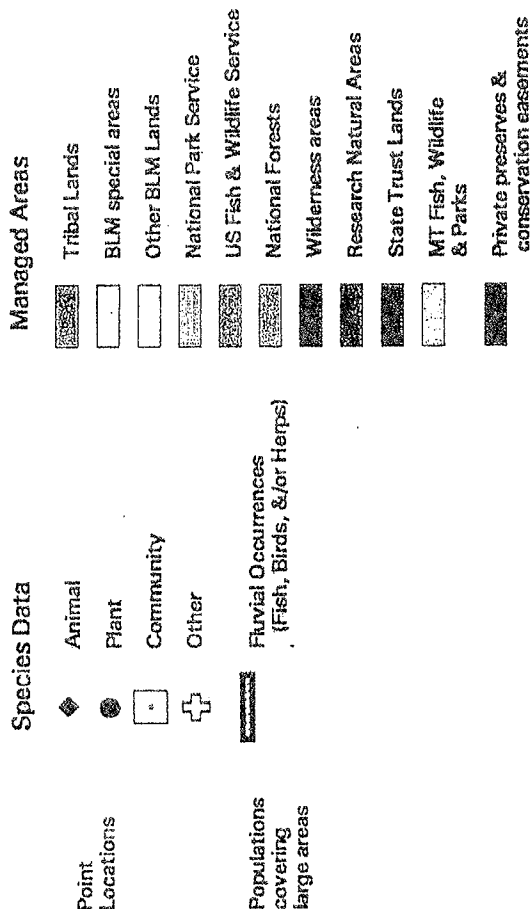 Species Data
Point
Locations
Animal
Plant
Community
Other
Populations
covering
large areas
Fluvial Occurrences
(Fish, Birds, &/or Herps)
Managed Areas
Tribal Lands
BLM special areas
Other BLM Lands
National Park Service
US Fish & Wildlife Service
National Forests
Wilderness areas
Research Natural Areas
State Trust Lands
MT Fish, Wildlife
& Parks
Private preserves &
conservation easements